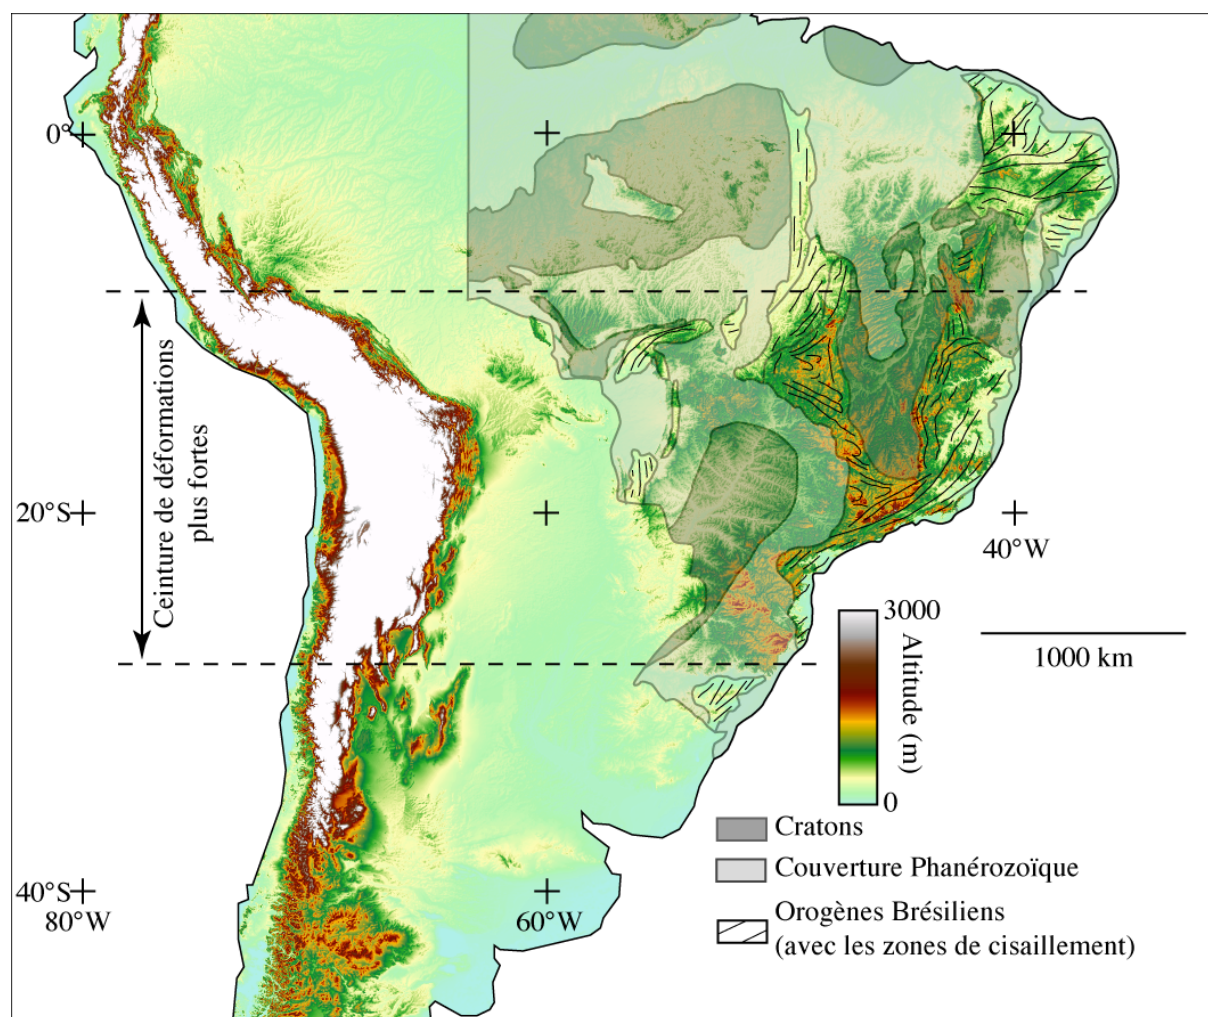 0°
Ceinture de déformations
plus fortes
20°S
40°W
3000
Altitude (m)
0
1000 km
Cratons
Couverture Phanérozoïque
Orogènes Brésiliens
(avec les zones de cisaillement)
40°S
80°W
60°W